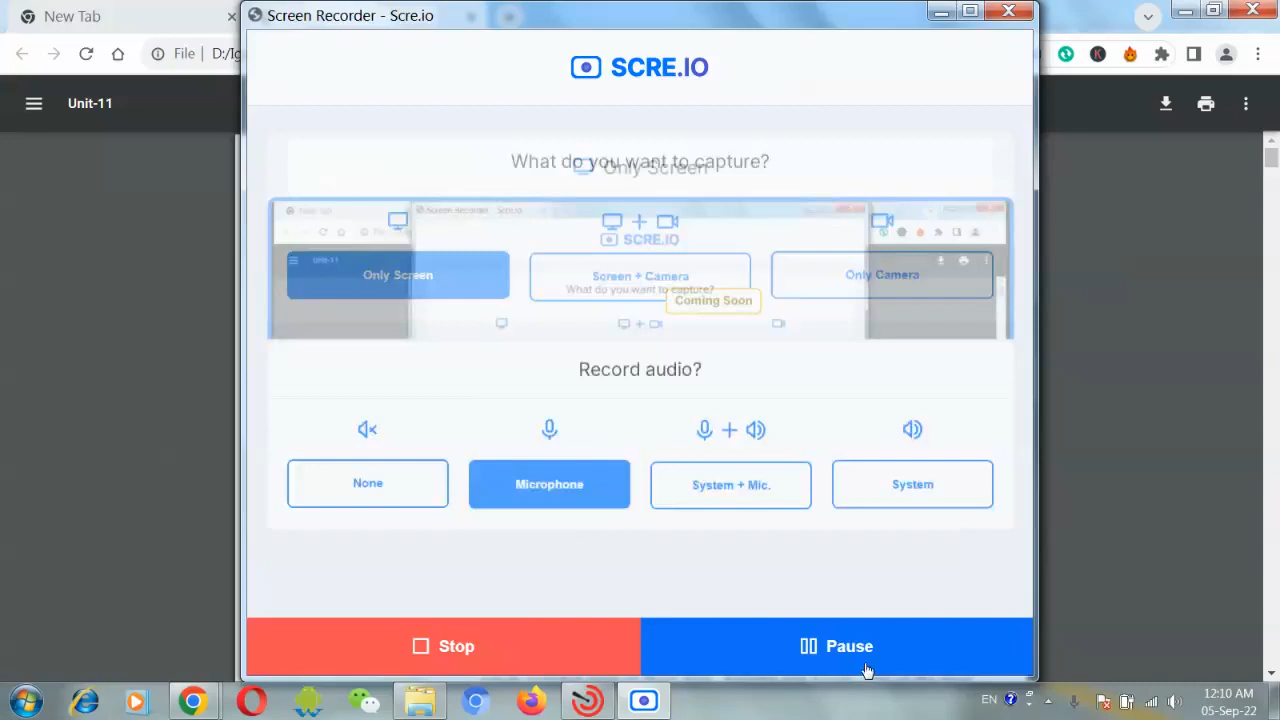 New Tab
Screen Recorder - Scre.io
File
Unit-11
SCRE.IO
What do you want to capture?
Only Screen
SCRE.IO
Only Screen
Screen + Camera
Only Camera
What do you want to capture?
Coming Soon
Record audio?
None
Microphone
System + Mic.
System
Stop
Pause
EN
12:10 AM
05-Sep-22